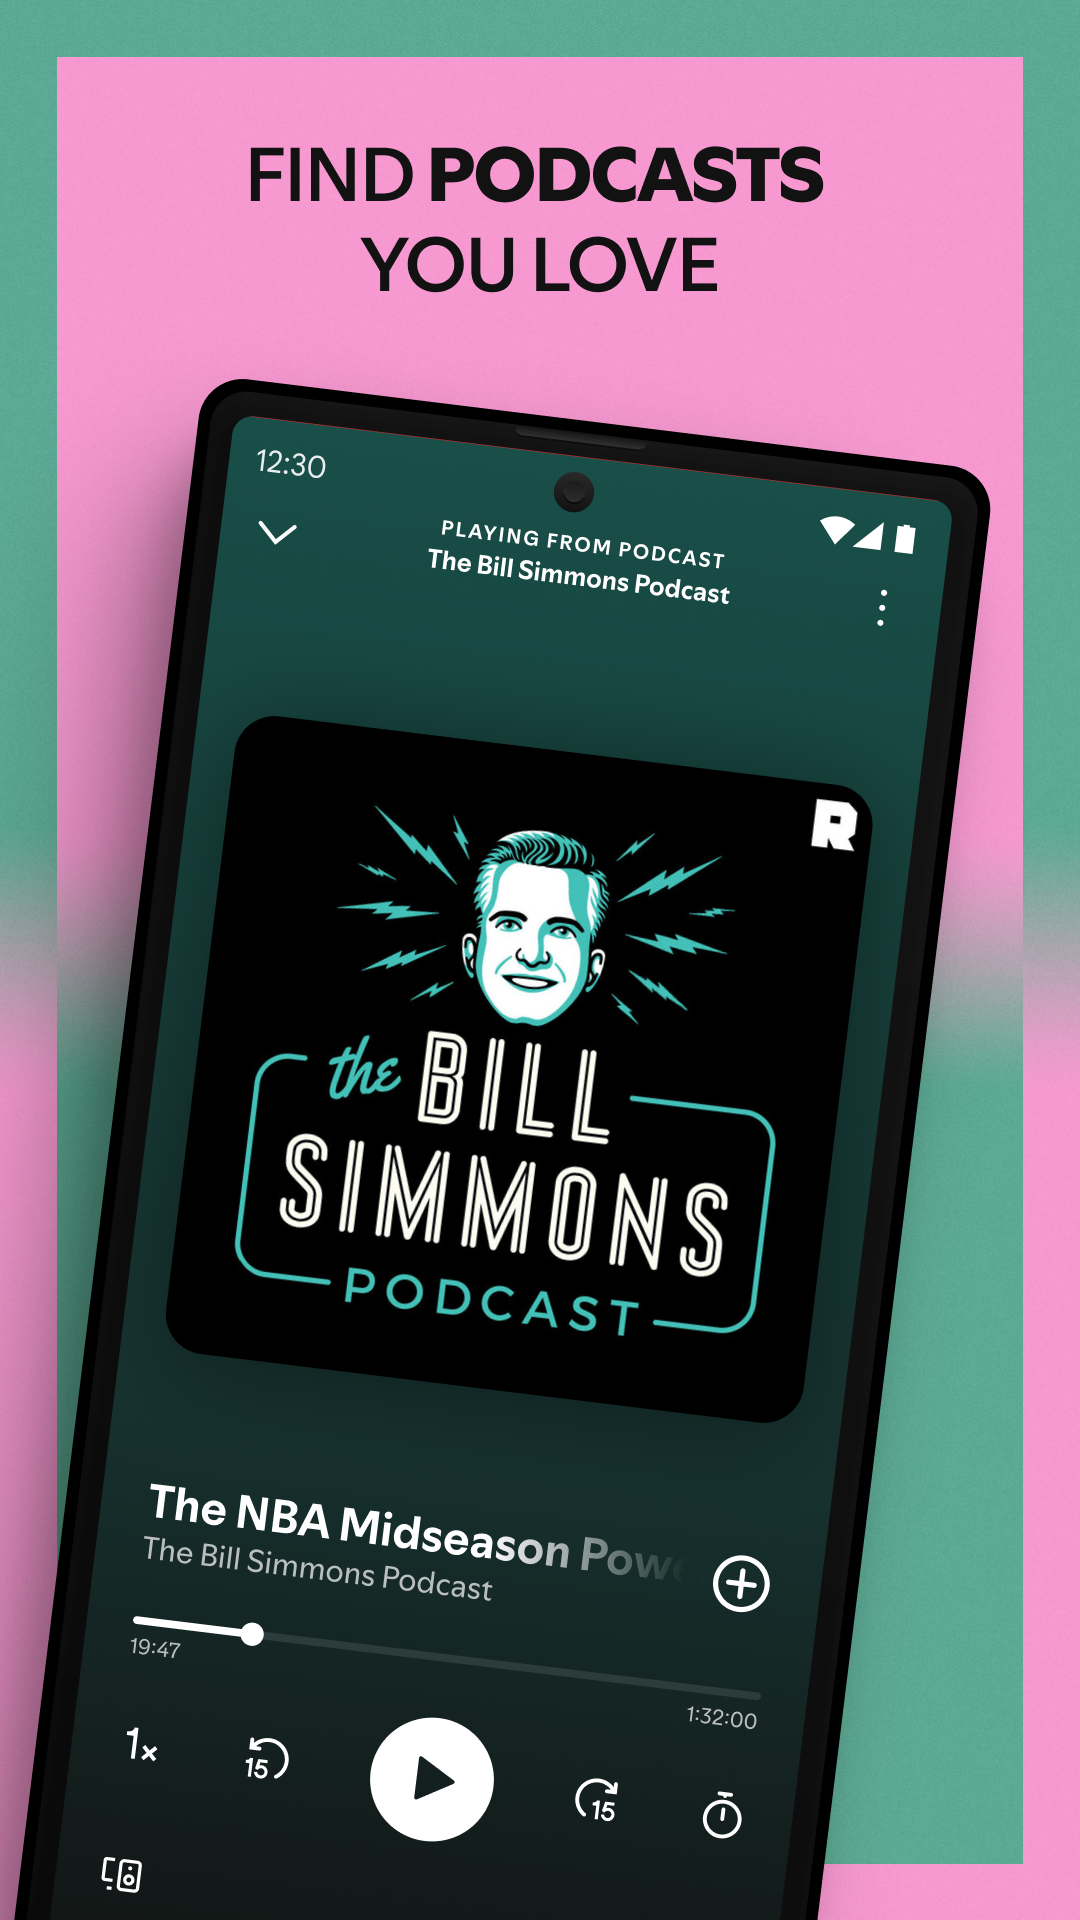 FIND PODCASTS
YOU LOVE
12:30
PLAYING FROM PODCAST
The Bill Simmons Podcast
R
the BILL
SIMMONS
PODCAST
The NBA Midseason Powe
The Bill Simmons Podcast
19:47
1:32:00
1x
15
15